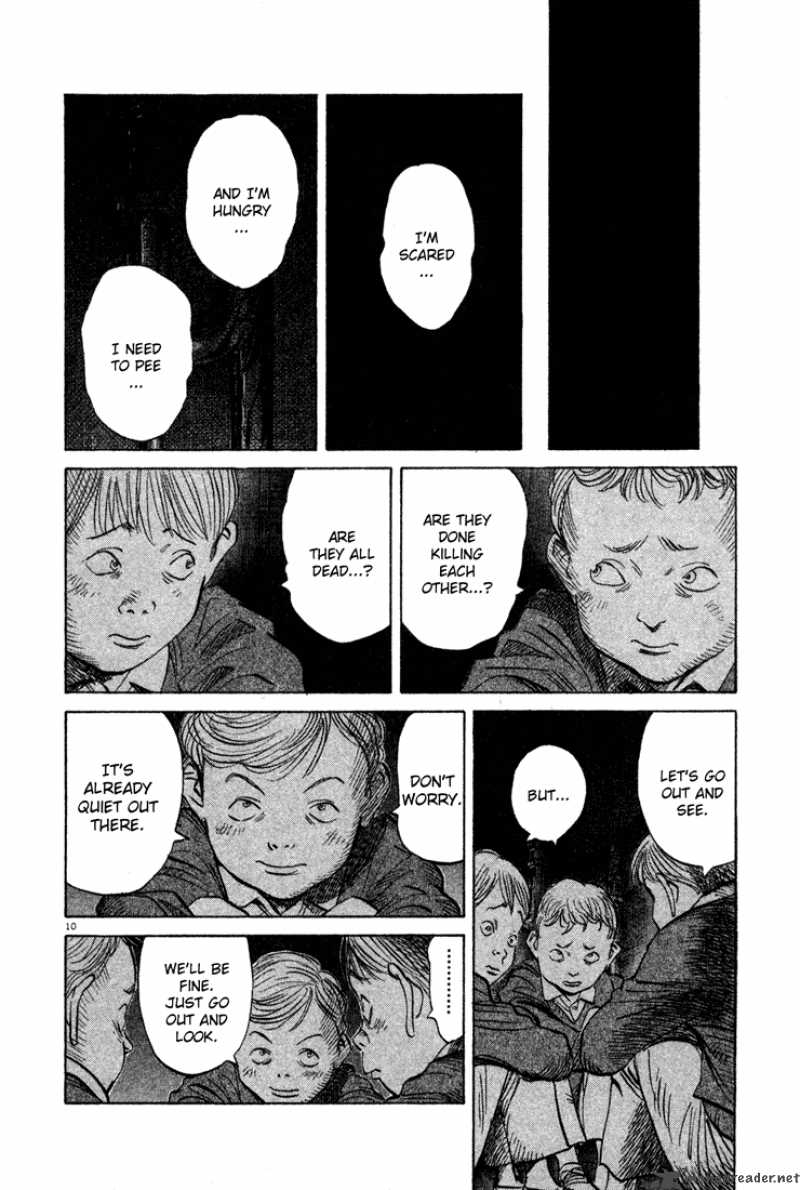 I'M
SCARED
...
AND I'M
HUNGRY
...
I NEED
TO PEE
...
ARE THEY
DONE
KILLING
EACH
OTHER...?
ARE
THEY ALL
DEAD...?
LET'S GO
OUT AND
SEE.
BUT...
DON'T
WORRY.
IT'S
ALREADY
QUIET OUT
THERE.
10
..........
WE'LL BE
FINE.
JUST GO
OUT AND
LOOK.
reader.net